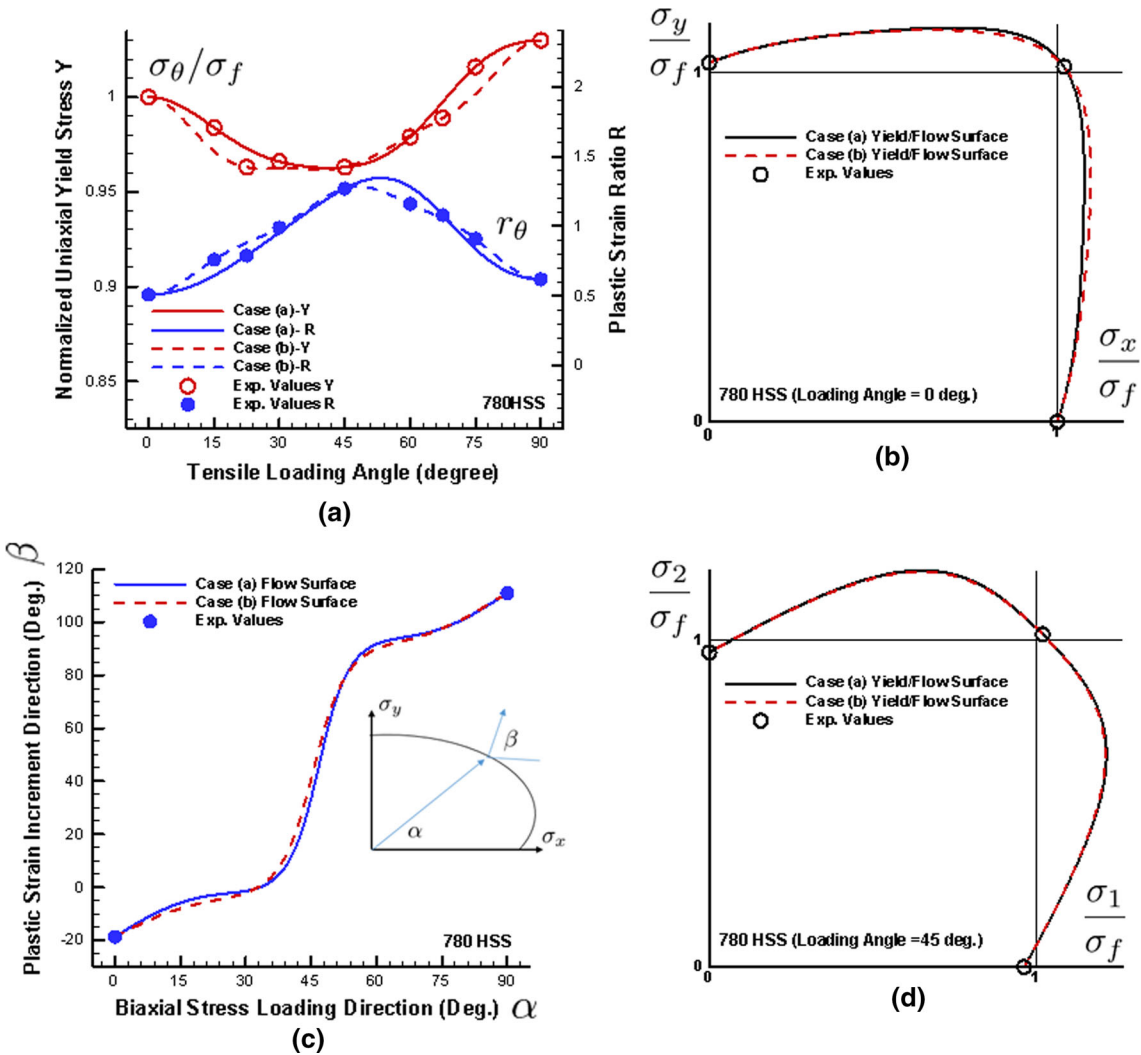 σθ/σf
rθ
Normalized Uniaxial Yield Stress Y
1
0.95
0.9
0.85
2
1.5
1
0.5
0
Plastic Strain Ratio R
Case (a)-Y
Case (a)- R
Case (b)-Y
Case (b)-R
Exp. Values Y
Exp. Values R
780HSS
0 15 30 45 60 75 90
Tensile Loading Angle (degree)
(a)
σy
σf
1
Case (a) Yield/Flow Surface
Case (b) Yield/Flow Surface
Exp. Values
σx
σf
780 HSS (Loading Angle = 0 deg.)
0
0 1
(b)
β
Plastic Strain Increment Direction (Deg.)
120
100
80
60
40
20
0
-20
Case (a) Flow Surface
Case (b) Flow Surface
Exp. Values
σy
β
α
σx
780 HSS
0 15 30 45 60 75 90
Biaxial Stress Loading Direction (Deg.) α
(c)
σ2
σf
1
Case (a) Yield/Flow Surface
Case (b) Yield/Flow Surface
Exp. Values
σ1
σf
780 HSS (Loading Angle =45 deg.)
0
0 1
(d)